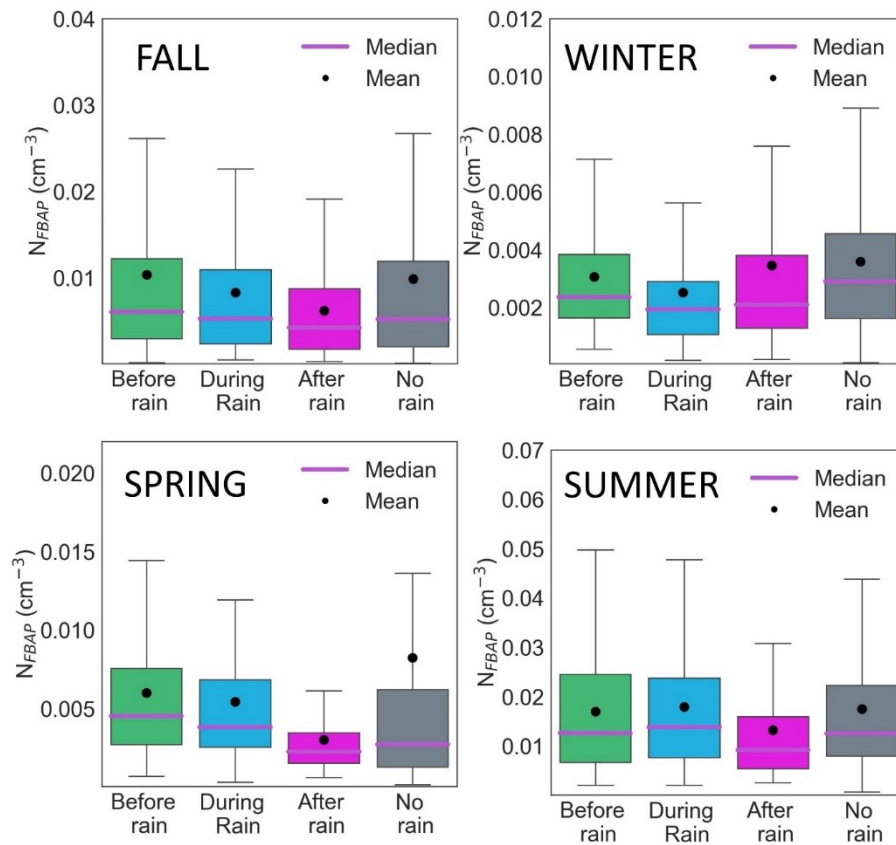 FALL
Median
Mean
0.04
0.03
0.02
0.01
N_FBAP (cm⁻³)
Before rain
During Rain
After rain
No rain
WINTER
Median
Mean
0.012
0.010
0.008
0.006
0.004
0.002
N_FBAP (cm⁻³)
Before rain
During Rain
After rain
No rain
SPRING
Median
Mean
0.020
0.015
0.010
0.005
N_FBAP (cm⁻³)
Before rain
During Rain
After rain
No rain
SUMMER
Median
Mean
0.07
0.06
0.05
0.04
0.03
0.02
0.01
N_FBAP (cm⁻³)
Before rain
During Rain
After rain
No rain